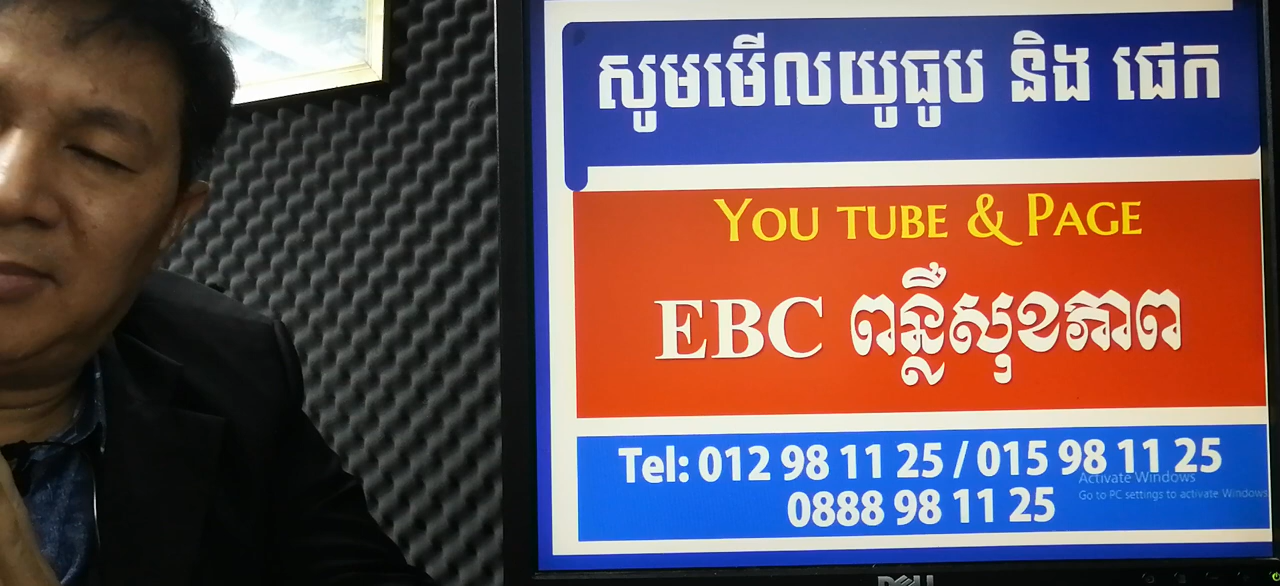 សូមមើលយូធូប និង ផេក
YOU TUBE & PAGE
EBC ពន្លឺសុខភាព
Tel: 012 98 11 25 / 015 98 11 25
0888 98 11 25
Activate Windows
Go to PC settings to activate Windows
DELL